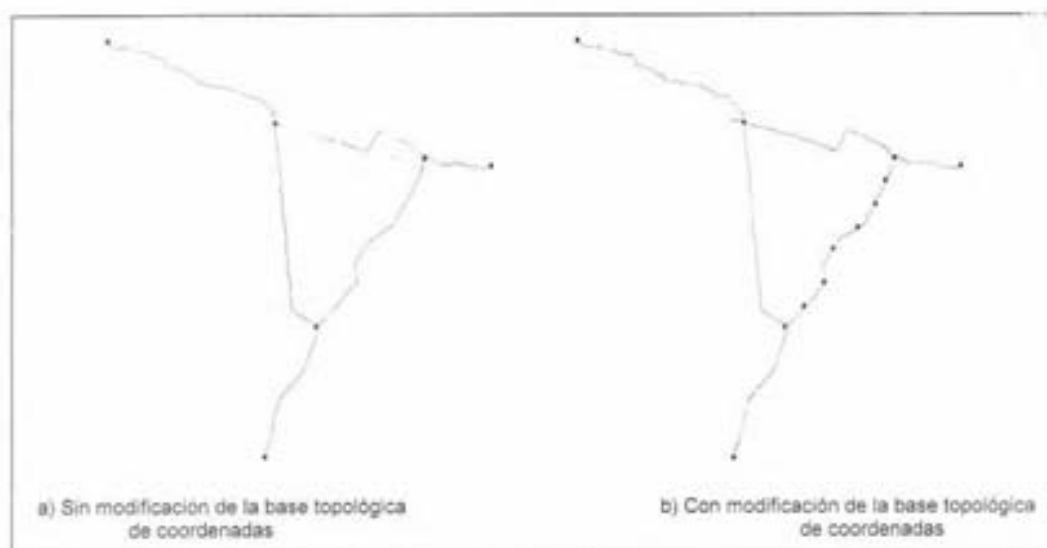 a) Sin modificación de la base topológica
de coordenadas
b) Con modificación de la base topológica
de coordenadas